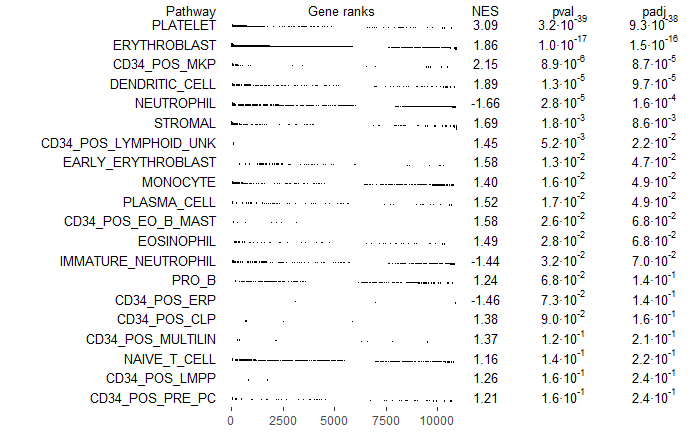 Pathway Gene ranks NES pval padj
PLATELET 3.09 3.2·10^-39 9.3·10^-38
ERYTHROBLAST 1.86 1.0·10^-17 1.5·10^-16
CD34_POS_MKP 2.15 8.9·10^-6 8.7·10^-5
DENDRITIC_CELL 1.89 1.3·10^-5 9.7·10^-5
NEUTROPHIL -1.66 2.8·10^-5 1.6·10^-4
STROMAL 1.69 1.8·10^-3 8.6·10^-3
CD34_POS_LYMPHOID_UNK 1.45 5.2·10^-3 2.2·10^-2
EARLY_ERYTHROBLAST 1.58 1.3·10^-2 4.7·10^-2
MONOCYTE 1.40 1.6·10^-2 4.9·10^-2
PLASMA_CELL 1.52 1.7·10^-2 4.9·10^-2
CD34_POS_EO_B_MAST 1.58 2.6·10^-2 6.8·10^-2
EOSINOPHIL 1.49 2.8·10^-2 6.8·10^-2
IMMATURE_NEUTROPHIL -1.44 3.2·10^-2 7.0·10^-2
PRO_B 1.24 6.8·10^-2 1.4·10^-1
CD34_POS_ERP -1.46 7.3·10^-2 1.4·10^-1
CD34_POS_CLP 1.38 9.0·10^-2 1.6·10^-1
CD34_POS_MULTILIN 1.37 1.2·10^-1 2.1·10^-1
NAIVE_T_CELL 1.16 1.4·10^-1 2.2·10^-1
CD34_POS_LMPP 1.26 1.6·10^-1 2.4·10^-1
CD34_POS_PRE_PC 1.21 1.6·10^-1 2.4·10^-1
0 2500 5000 7500 10000